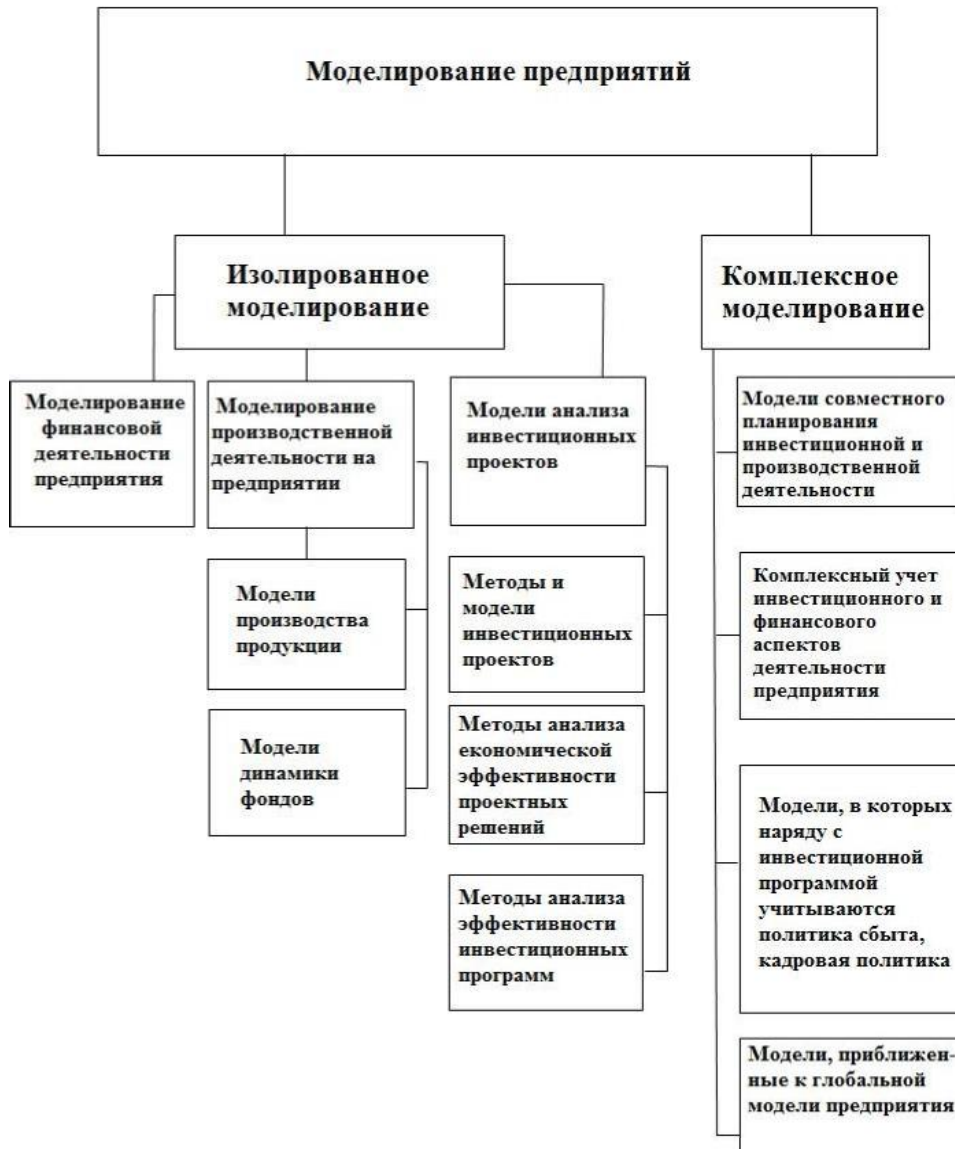 Моделирование предприятий
Изолированное
моделирование
Комплексное
моделирование
Моделирование
финансовой
деятельности
предприятия
Моделирование
производственной
деятельности на
предприятии
Модели
производства
продукции
Модели
динамики
фондов
Модели анализа
инвестиционных
проектов
Методы и
модели
инвестиционных
проектов
Методы анализа
економической
эффективности
проектных
решений
Методы анализа
эффективности
инвестиционных
программ
Модели совместного
планирования
инвестиционной и
производственной
деятельности
Комплексный учет
инвестиционного и
финансового
аспектов
деятельности
предприятия
Модели, в которых
наряду с
инвестиционной
программой
учитываются
политика сбыта,
кадровая политика
Модели, приближен-
ные к глобальной
модели предприятия